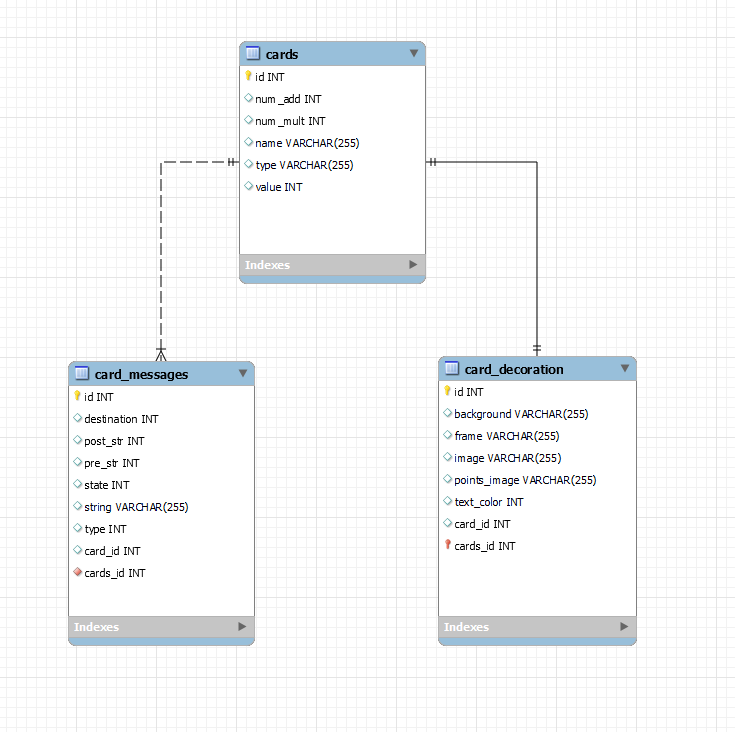 cards
id INT
num_add INT
num_mult INT
name VARCHAR(255)
type VARCHAR(255)
value INT
Indexes
card_messages
id INT
destination INT
post_str INT
pre_str INT
state INT
string VARCHAR(255)
type INT
card_id INT
cards_id INT
Indexes
card_decoration
id INT
background VARCHAR(255)
frame VARCHAR(255)
image VARCHAR(255)
points_image VARCHAR(255)
text_color INT
card_id INT
cards_id INT
Indexes